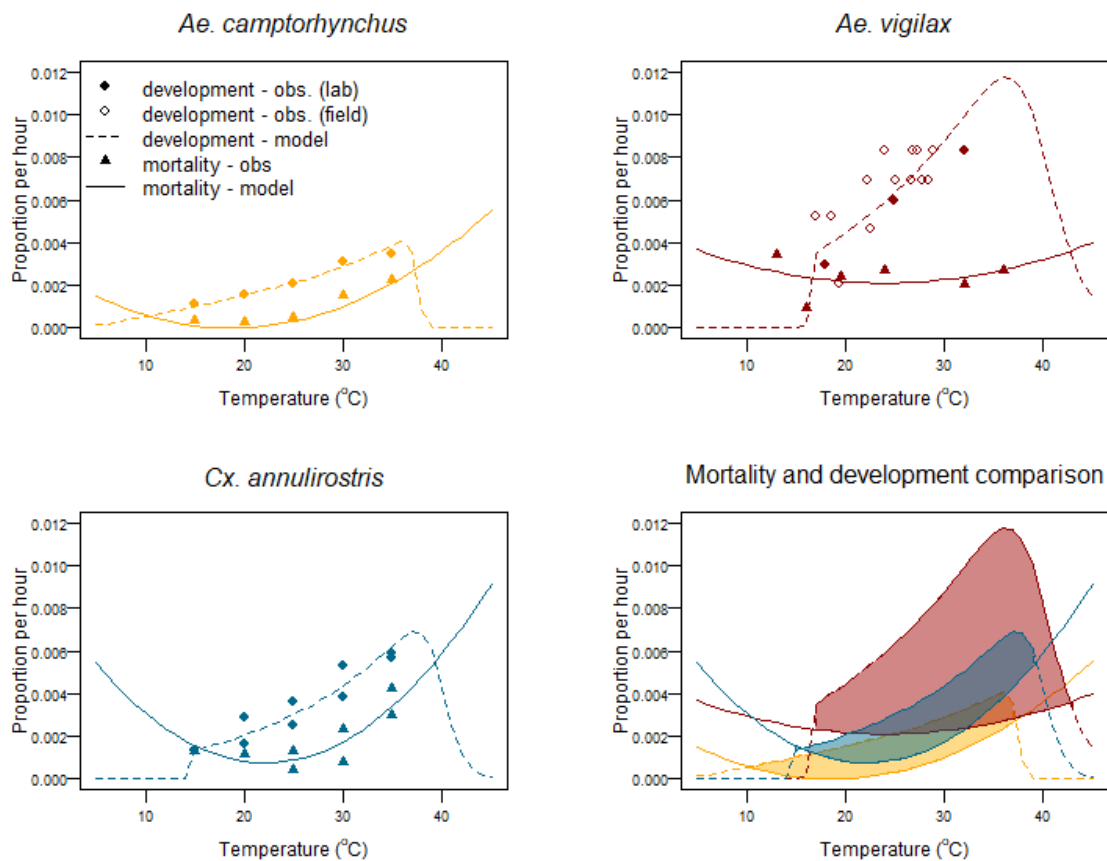 Ae. camptorhynchus
0.012
0.010
0.008
0.006
0.004
0.002
0.000
Proportion per hour
development - obs. (lab)
development - obs. (field)
development - model
mortality - obs
mortality - model
10 20 30 40
Temperature (°C)
Ae. vigilax
0.012
0.010
0.008
0.006
0.004
0.002
0.000
Proportion per hour
10 20 30 40
Temperature (°C)
Cx. annulirostris
0.012
0.010
0.008
0.006
0.004
0.002
0.000
Proportion per hour
10 20 30 40
Temperature (°C)
Mortality and development comparison
0.012
0.010
0.008
0.006
0.004
0.002
0.000
Proportion per hour
10 20 30 40
Temperature (°C)